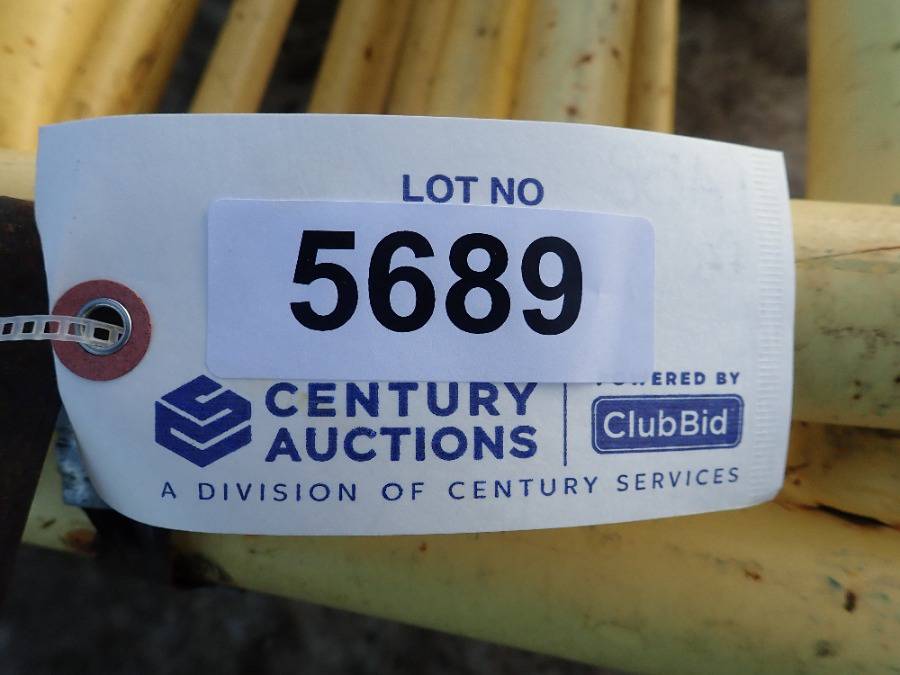 LOT NO
5689
CENTURY
AUCTIONS
POWERED BY
ClubBid
A DIVISION OF CENTURY SERVICES